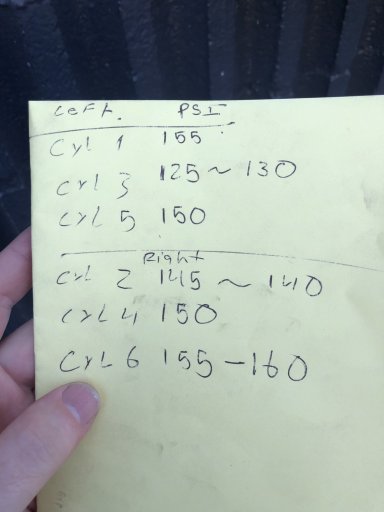 Left. PSI
Cyl 1 155
Cyl 3 125 ~ 130
Cyl 5 150
Right
Cyl 2 145 ~ 140
Cyl 4 150
Cyl 6 155 - 160